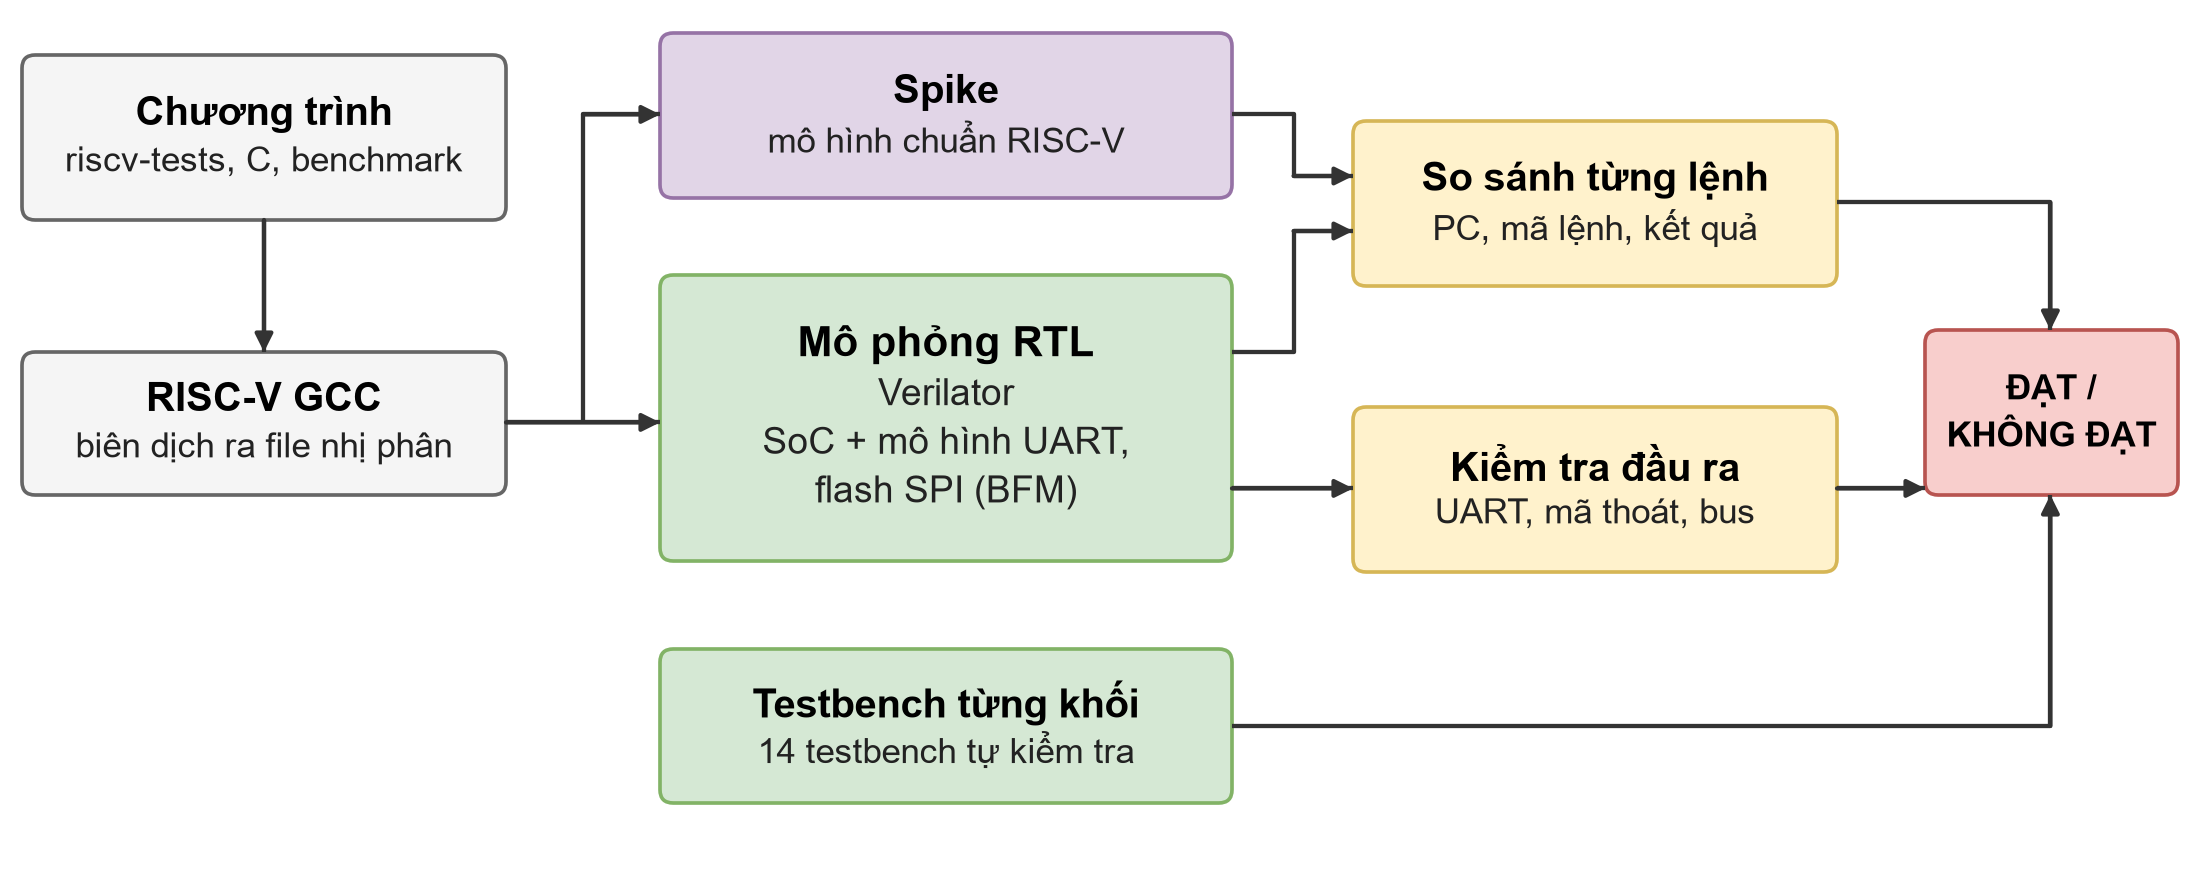 Chương trình
riscv-tests, C, benchmark
RISC-V GCC
biên dịch ra file nhị phân
Spike
mô hình chuẩn RISC-V
Mô phỏng RTL
Verilator
SoC + mô hình UART,
flash SPI (BFM)
Testbench từng khối
14 testbench tự kiểm tra
So sánh từng lệnh
PC, mã lệnh, kết quả
Kiểm tra đầu ra
UART, mã thoát, bus
ĐẠT /
KHÔNG ĐẠT